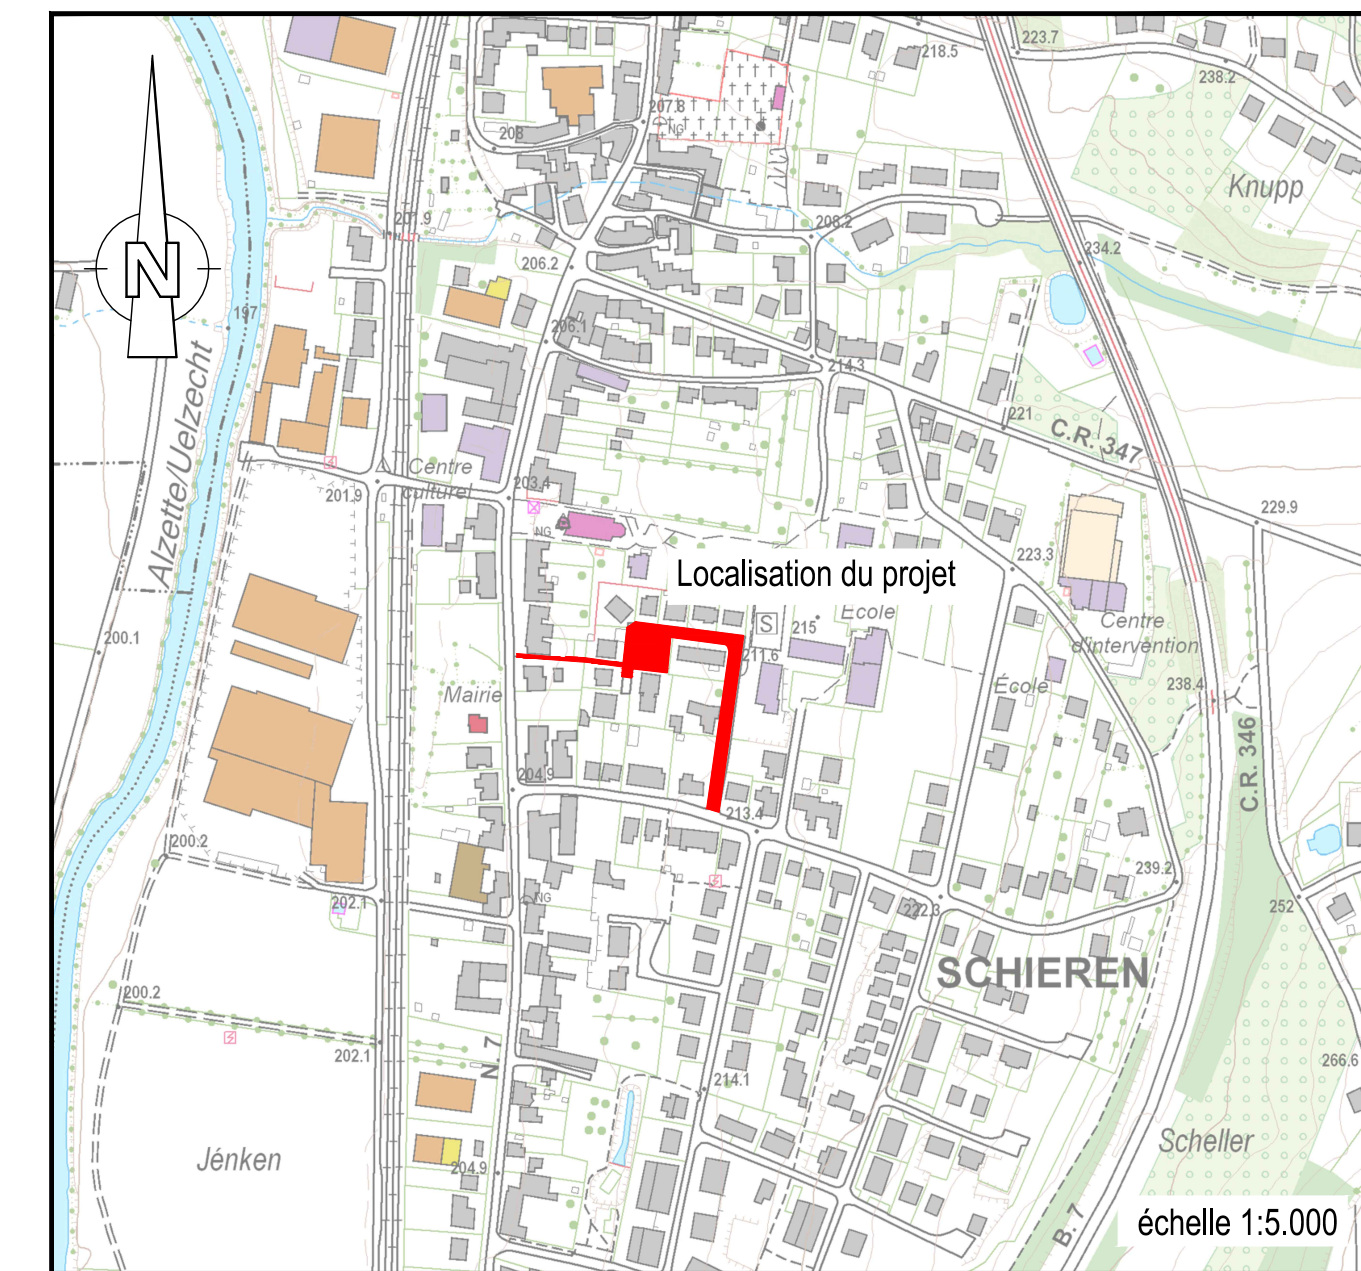 223.7
218.5
238.2
207.8
NG
208
Knupp
201.9
208.2
234.2
206.2
N
197
206.1
214.3
221
C.R. 347
Alzette/Uelzecht
Centre
culturel
203.4
201.9
229.9
NG
223.3
Localisation du projet
S
215
École
Centre
d'intervention
200.1
211.6
École
238.4
Mairie
C.R. 346
204.9
213.4
200.2
239.2
202.1
NG
222.3
252
SCHIEREN
200.2
202.1
N. 7
214.1
266.6
Jénken
204.9
Scheller
B. 7
échelle 1:5.000